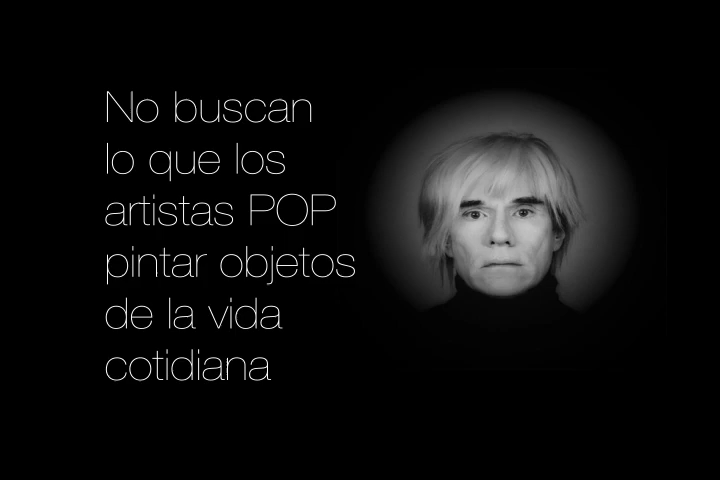 No buscan
lo que los
artistas POP
pintar objetos
de la vida
cotidiana